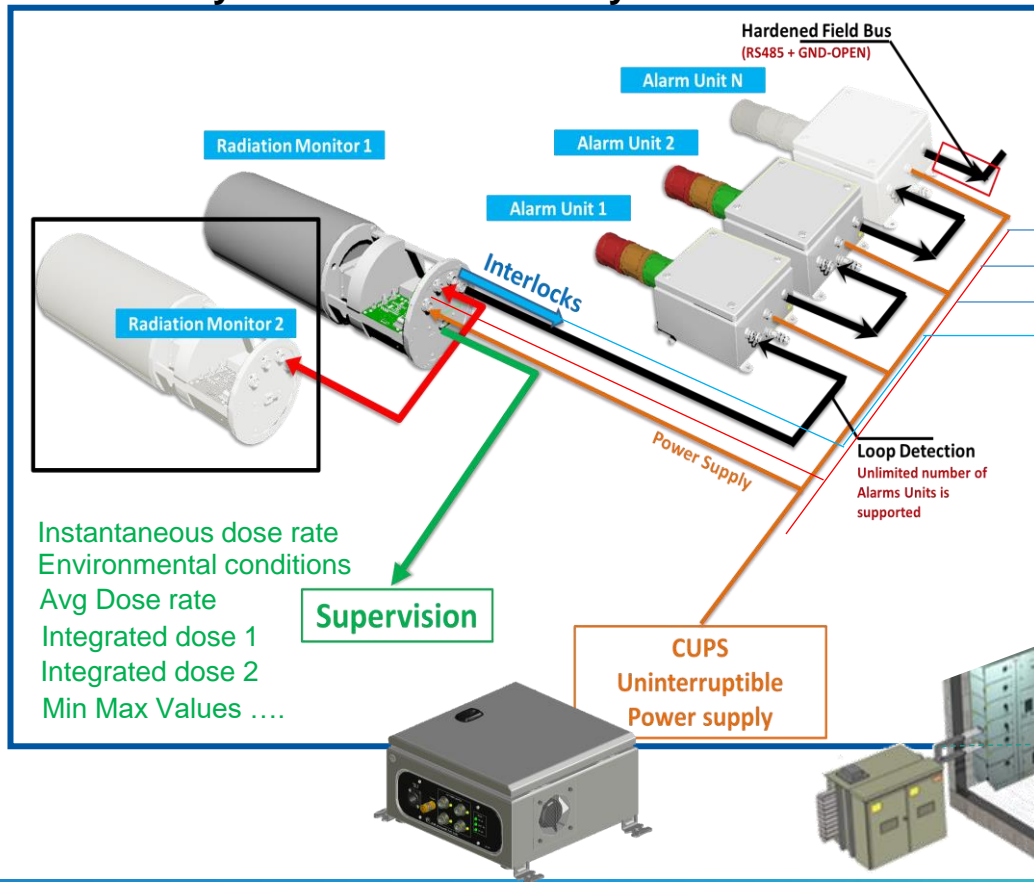 Hardened Field Bus
(RS485 + GND-OPEN)
Alarm Unit N
Radiation Monitor 1
Alarm Unit 2
Alarm Unit 1
Interlocks
Radiation Monitor 2
Power Supply
Loop Detection
Unlimited number of
Alarms Units is
supported
Instantaneous dose rate
Environmental conditions
Avg Dose rate
Integrated dose 1
Integrated dose 2
Min Max Values ....
Supervision
CUPS
Uninterruptible
Power supply